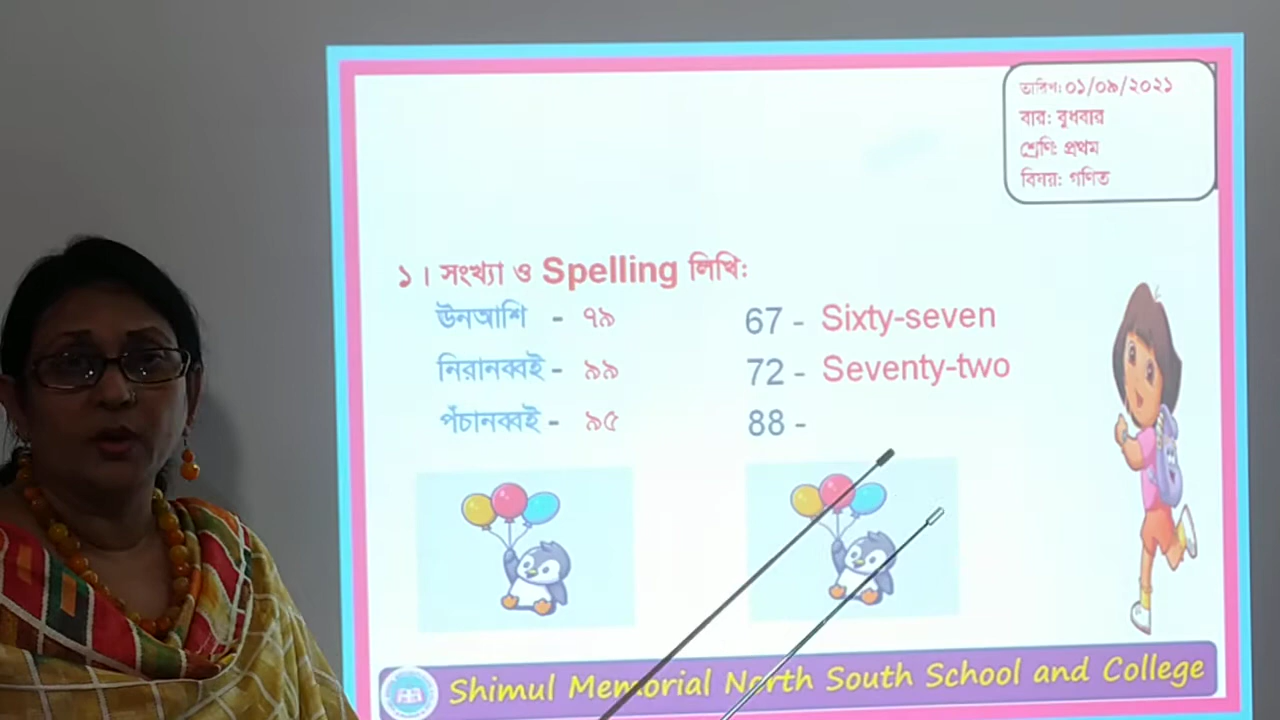 তারিখ: ০১/০৯/২০২১
বার: বুধবার
শ্রেণি: প্রথম
বিষয়: গণিত
১। সংখ্যা ও Spelling লিখি:
ঊনআশি - ৭৯
67 - Sixty-seven
নিরানব্বই - ৯৯
72 - Seventy-two
পঁচানব্বই - ৯৫
88 -
Shimul Memorial North South School and College